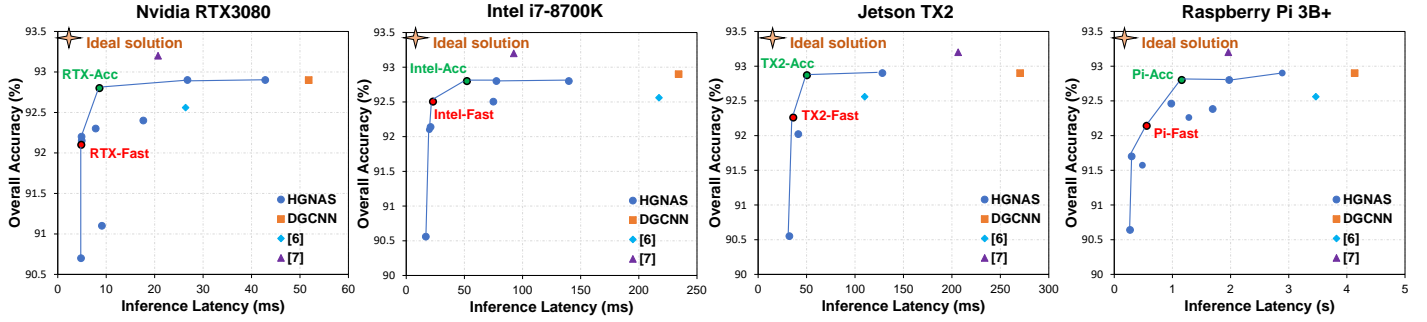 Nvidia RTX3080
Overall Accuracy (%)
93.5
93
92.5
92
91.5
91
90.5
Ideal solution
RTX-Acc
RTX-Fast
HGNAS
DGCNN
[6]
[7]
0 10 20 30 40 50 60
Inference Latency (ms)
Intel i7-8700K
Overall Accuracy (%)
93.5
93
92.5
92
91.5
91
90.5
90
Ideal solution
Intel-Acc
Intel-Fast
HGNAS
DGCNN
[6]
[7]
0 50 100 150 200 250
Inference Latency (ms)
Jetson TX2
Overall Accuracy (%)
93.5
93
92.5
92
91.5
91
90.5
90
Ideal solution
TX2-Acc
TX2-Fast
HGNAS
DGCNN
[6]
[7]
0 50 100 150 200 250 300
Inference Latency (ms)
Raspberry Pi 3B+
Overall Accuracy (%)
93.5
93
92.5
92
91.5
91
90.5
90
Ideal solution
Pi-Acc
Pi-Fast
HGNAS
DGCNN
[6]
[7]
0 1 2 3 4 5
Inference Latency (s)